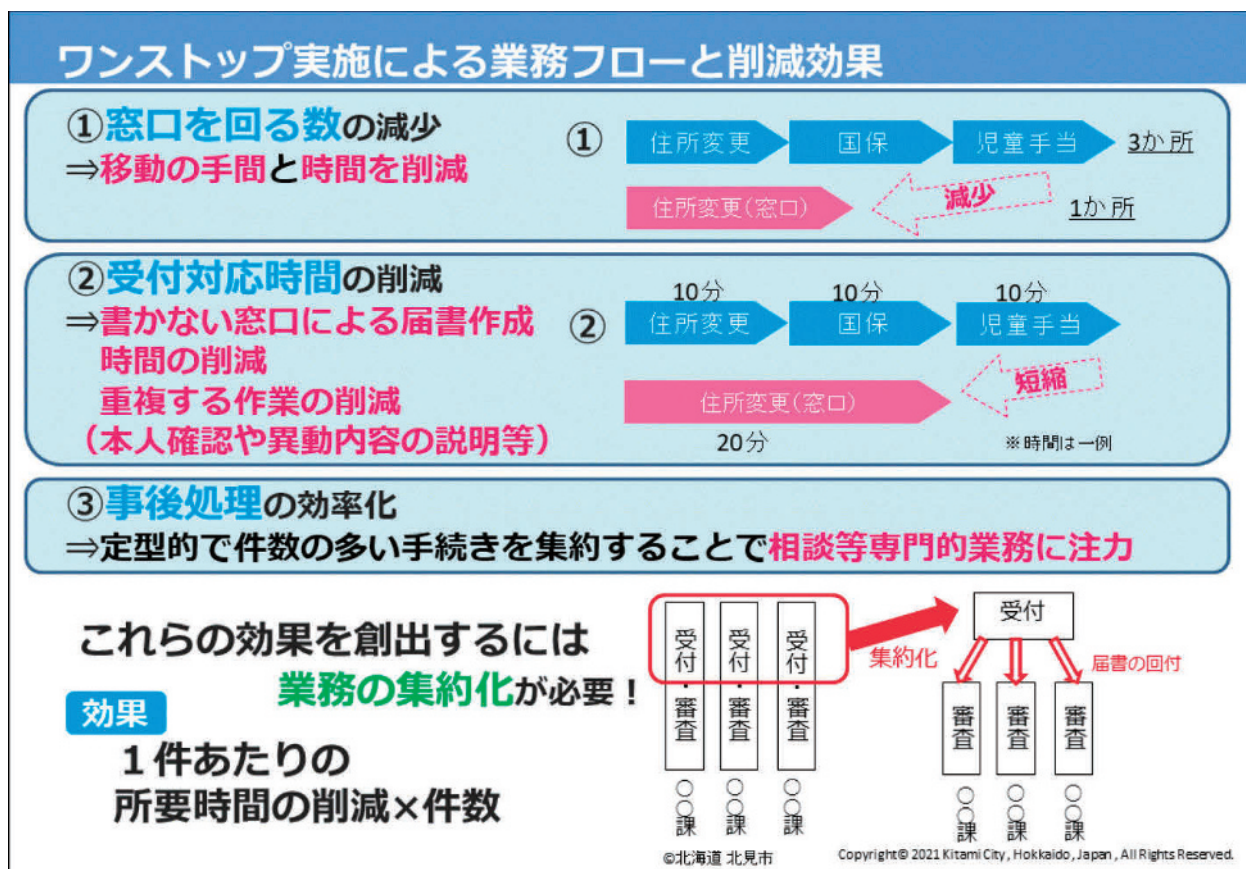 ワンストップ実施による業務フローと削減効果
①窓口を回る数の減少
⇒移動の手間と時間を削減
①
住所変更
国保
児童手当
3か所
住所変更(窓口)
減少
1か所
②受付対応時間の削減
⇒書かない窓口による届書作成
時間の削減
重複する作業の削減
（本人確認や異動内容の説明等）
②
10分
10分
10分
住所変更
国保
児童手当
短縮
住所変更(窓口)
20分
※時間は一例
③事後処理の効率化
⇒定型的で件数の多い手続きを集約することで相談等専門的業務に注力
これらの効果を創出するには
業務の集約化が必要！
効果
１件あたりの
所要時間の削減×件数
受付・審査
受付・審査
受付・審査
○○課
○○課
○○課
集約化
受付
届書の回付
審査
審査
審査
○○課
○○課
○○課
©北海道 北見市
Copyright© 2021 Kitami City, Hokkaido, Japan, All Rights Reserved.